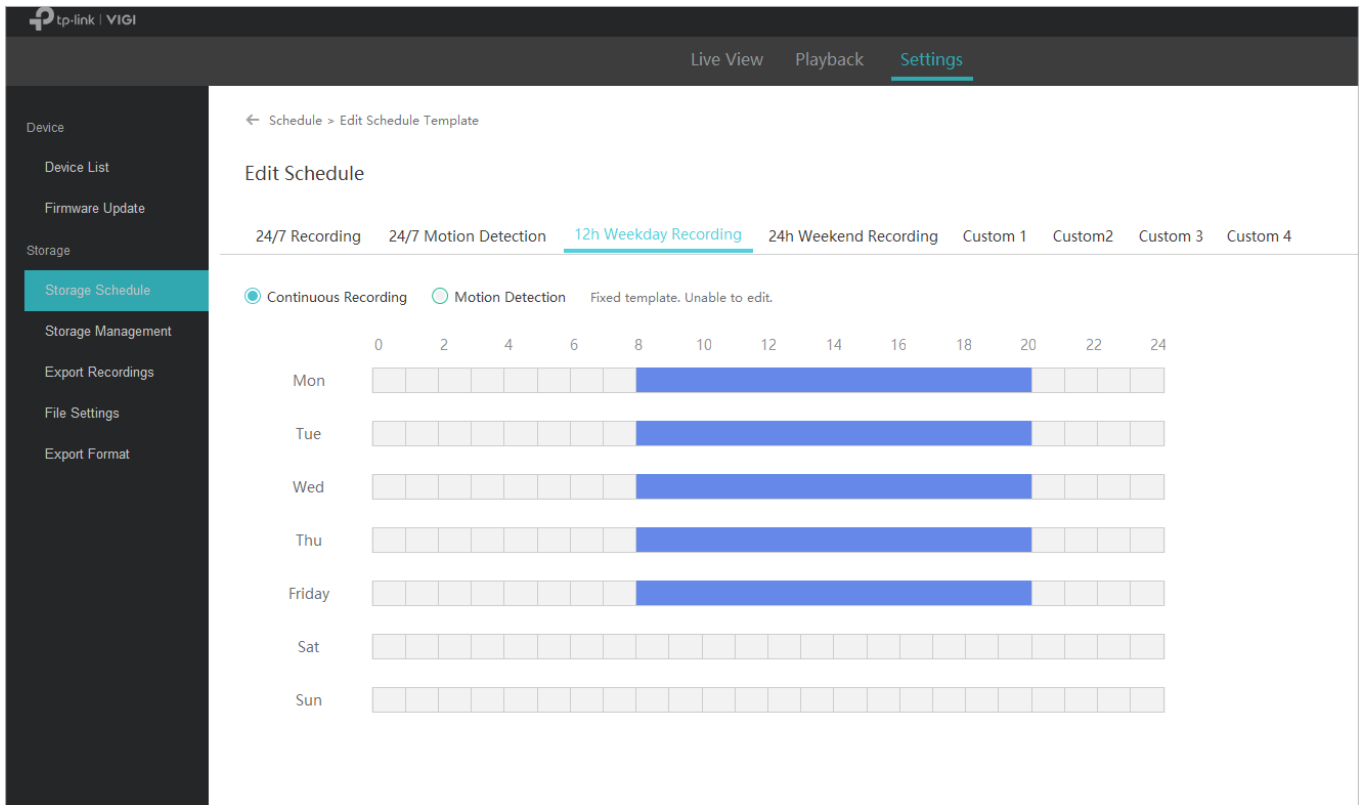 tp-link | VIGI
Live View Playback Settings
Device
Device List
Firmware Update
Storage
Storage Schedule
Storage Management
Export Recordings
File Settings
Export Format
← Schedule > Edit Schedule Template
Edit Schedule
24/7 Recording 24/7 Motion Detection 12h Weekday Recording 24h Weekend Recording Custom 1 Custom2 Custom 3 Custom 4
Continuous Recording Motion Detection Fixed template. Unable to edit.
0 2 4 6 8 10 12 14 16 18 20 22 24
Mon
Tue
Wed
Thu
Friday
Sat
Sun